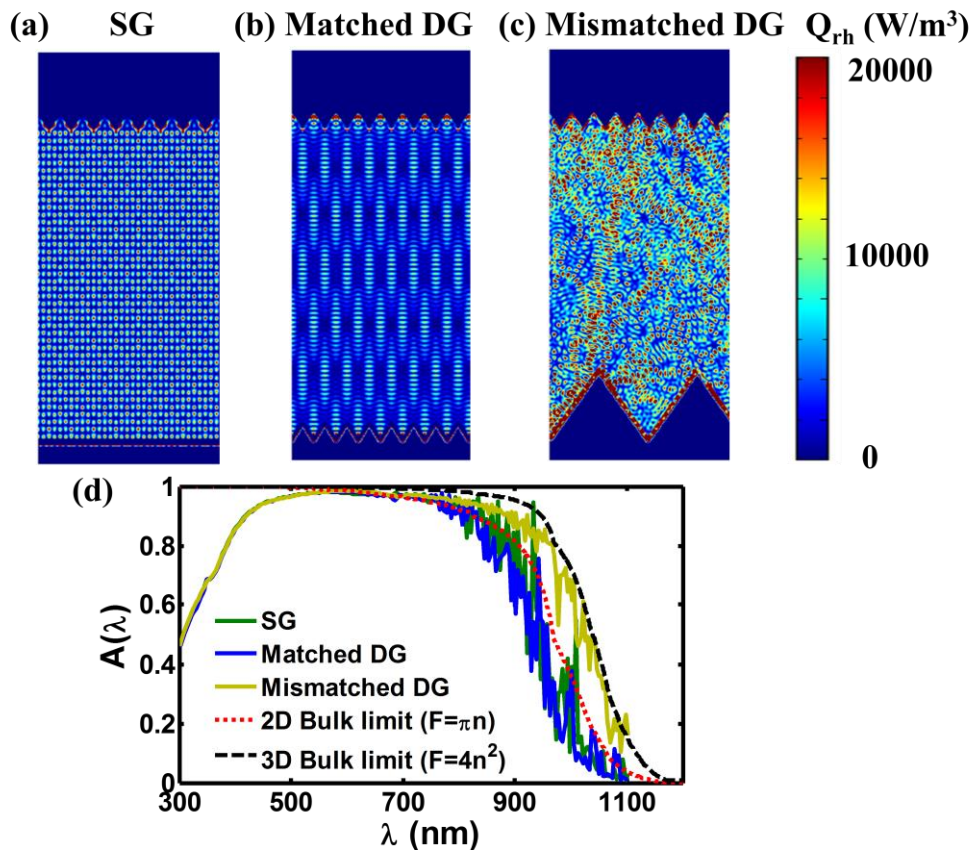 (a) SG (b) Matched DG (c) Mismatched DG Qrh (W/m³)
20000
10000
0
(d)
A(λ)
1
0.8
0.6
0.4
0.2
0
SG
Matched DG
Mismatched DG
2D Bulk limit (F=πn)
3D Bulk limit (F=4n²)
300 500 700 900 1100
λ (nm)